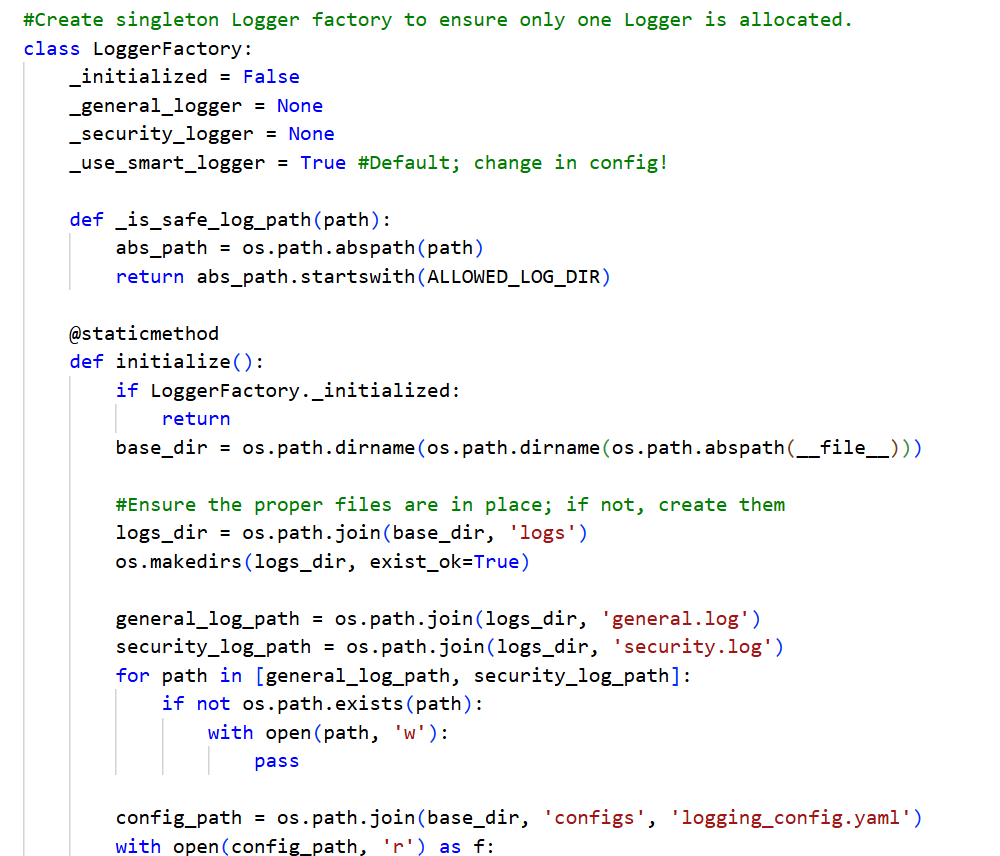 #Create singleton Logger factory to ensure only one Logger is allocated.
class LoggerFactory:
    _initialized = False
    _general_logger = None
    _security_logger = None
    _use_smart_logger = True #Default; change in config!

    def _is_safe_log_path(path):
        abs_path = os.path.abspath(path)
        return abs_path.startswith(ALLOWED_LOG_DIR)

    @staticmethod
    def initialize():
        if LoggerFactory._initialized:
            return
        base_dir = os.path.dirname(os.path.dirname(os.path.abspath(__file__)))

        #Ensure the proper files are in place; if not, create them
        logs_dir = os.path.join(base_dir, 'logs')
        os.makedirs(logs_dir, exist_ok=True)

        general_log_path = os.path.join(logs_dir, 'general.log')
        security_log_path = os.path.join(logs_dir, 'security.log')
        for path in [general_log_path, security_log_path]:
            if not os.path.exists(path):
                with open(path, 'w'):
                    pass

        config_path = os.path.join(base_dir, 'configs', 'logging_config.yaml')
        with open(config_path, 'r') as f: